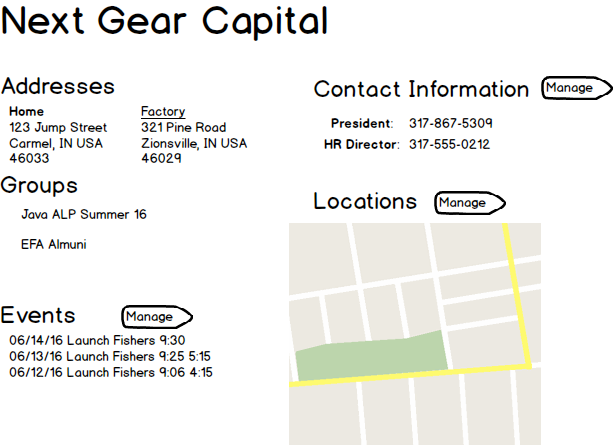 Next Gear Capital
Addresses
Home
123 Jump Street
Carmel, IN USA
46033
Factory
321 Pine Road
Zionsville, IN USA
46029
Groups
Java ALP Summer 16
EFA Almuni
Events Manage
06/14/16 Launch Fishers 9:30
06/13/16 Launch Fishers 9:25 5:15
06/12/16 Launch Fishers 9:06 4:15
Contact Information Manage
President: 317-867-5309
HR Director: 317-555-0212
Locations Manage